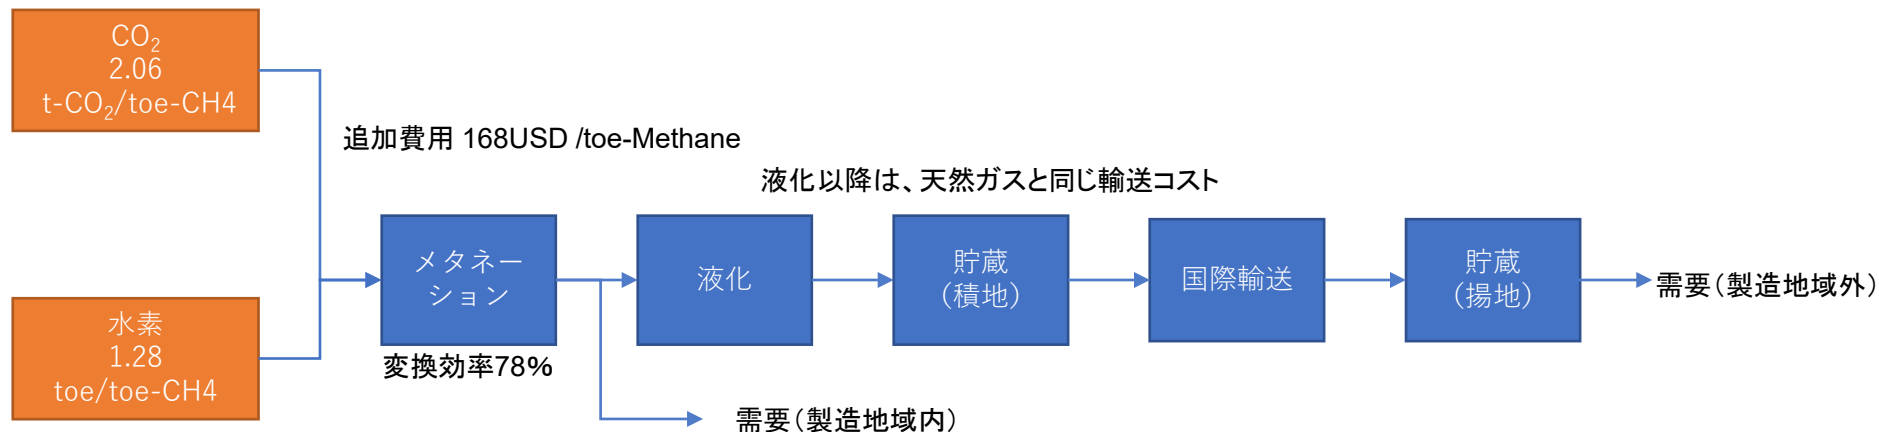 CO₂
2.06
t-CO₂/toe-CH4
追加費用 168USD /toe-Methane
液化以降は、天然ガスと同じ輸送コスト
メタネー
ション
液化
貯蔵
（積地）
国際輸送
貯蔵
（揚地）
需要（製造地域外）
水素
1.28
toe/toe-CH4
変換効率78%
需要（製造地域内）